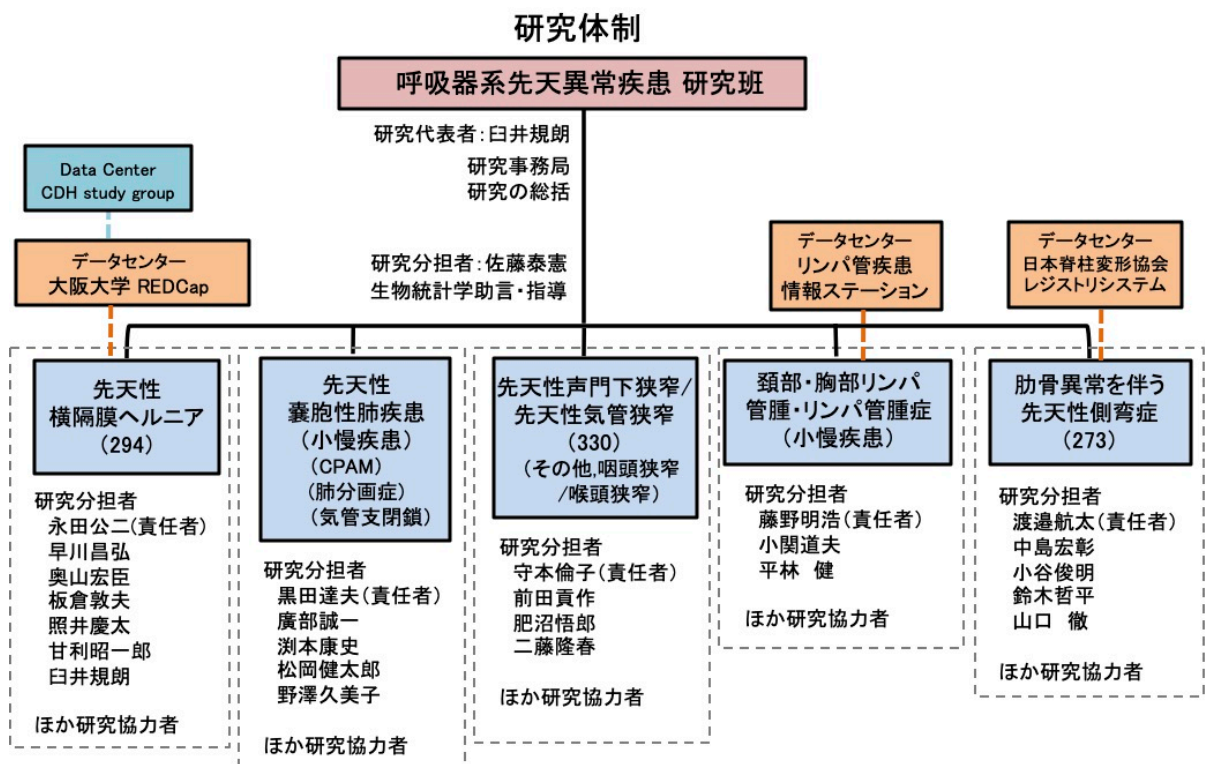 研究体制
呼吸器系先天異常疾患 研究班
研究代表者：臼井規朗
研究事務局
研究の総括
研究分担者：佐藤泰憲
生物統計学助言・指導
Data Center
CDH study group
データセンター
大阪大学 REDCap
データセンター
リンパ管疾患
情報ステーション
データセンター
日本脊柱変形協会
レジストリシステム
先天性
横隔膜ヘルニア
(294)
研究分担者
永田公二(責任者)
早川昌弘
奥山宏臣
板倉敦夫
照井慶太
甘利昭一郎
臼井規朗
ほか研究協力者
先天性
嚢胞性肺疾患
(小慢疾患)
(CPAM)
(肺分画症)
(気管支閉鎖)
研究分担者
黒田達夫(責任者)
廣部誠一
渕本康史
松岡健太郎
野澤久美子
ほか研究協力者
先天性声門下狭窄/
先天性気管狭窄
(330)
(その他,咽頭狭窄
/喉頭狭窄)
研究分担者
守本倫子(責任者)
前田貢作
肥沼悟郎
二藤隆春
ほか研究協力者
頚部・胸部リンパ
管腫・リンパ管腫症
(小慢疾患)
研究分担者
藤野明浩(責任者)
小関道夫
平林 健
ほか研究協力者
肋骨異常を伴う
先天性側弯症
(273)
研究分担者
渡邉航太(責任者)
中島宏彰
小谷俊明
鈴木哲平
山口 徹
ほか研究協力者